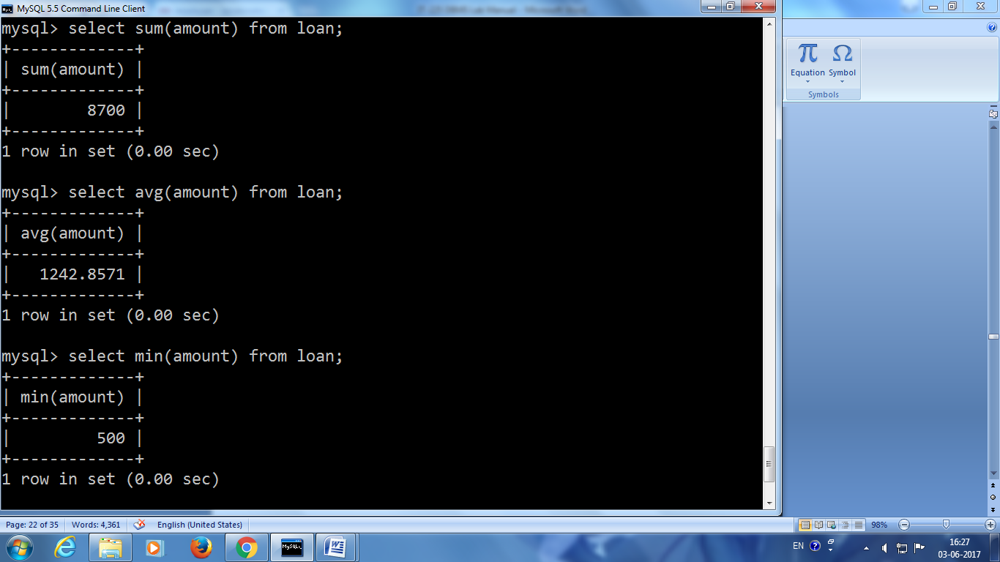 MySQL 5.5 Command Line Client
mysql> select sum(amount) from loan;
+-------------+
| sum(amount) |
+-------------+
|        8700 |
+-------------+
1 row in set (0.00 sec)
mysql> select avg(amount) from loan;
+-------------+
| avg(amount) |
+-------------+
|   1242.8571 |
+-------------+
1 row in set (0.00 sec)
mysql> select min(amount) from loan;
+-------------+
| min(amount) |
+-------------+
|         500 |
+-------------+
1 row in set (0.00 sec)
π Ω
Equation Symbol
Symbols
Page: 22 of 35 Words: 4,361 English (United States) 98%
MySQL>
EN 16:27
03-06-2017